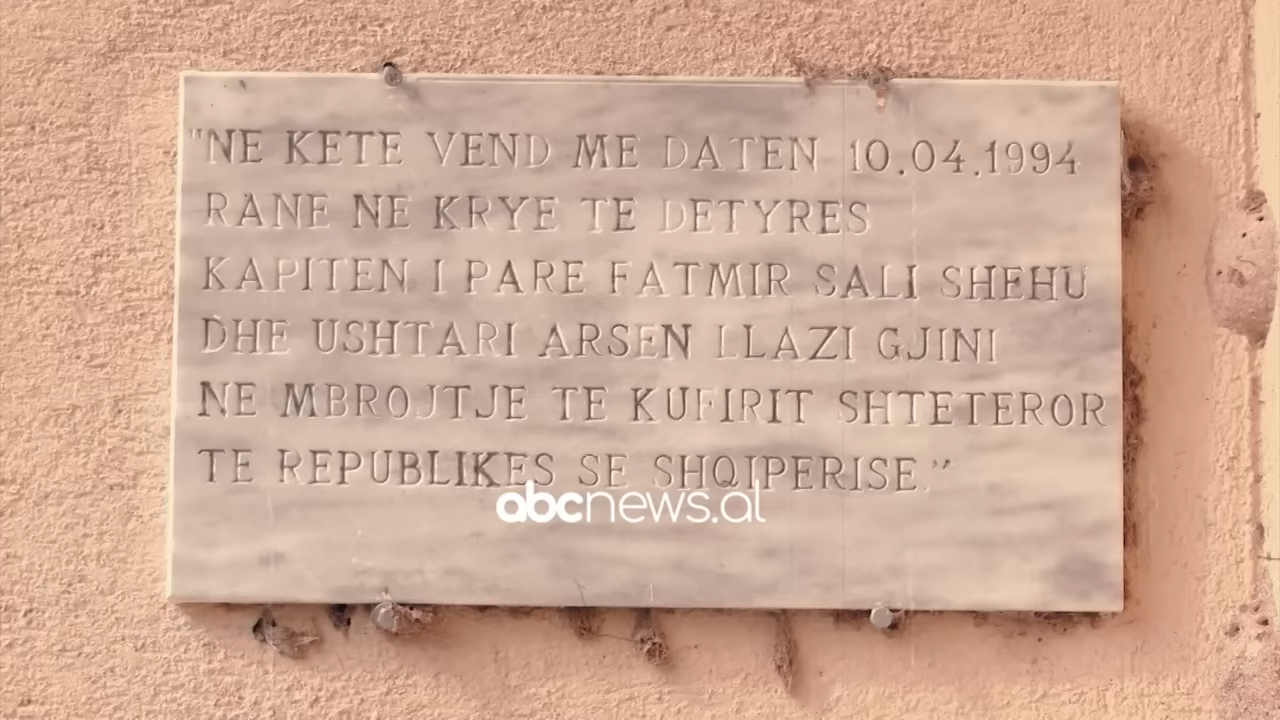 "NE KETE VEND ME DATEN 10.04.1994
RANE NE KRYE TE DETYRES
KAPITEN I PARE FATMIR SALI SHEHU
DHE USHTARI ARSEN LLAZI GJINI
NE MBROJTJE TE KUFIRIT SHTETEROR
TE REPUBLIKES SE SHQIPERISE."
abcnews.al